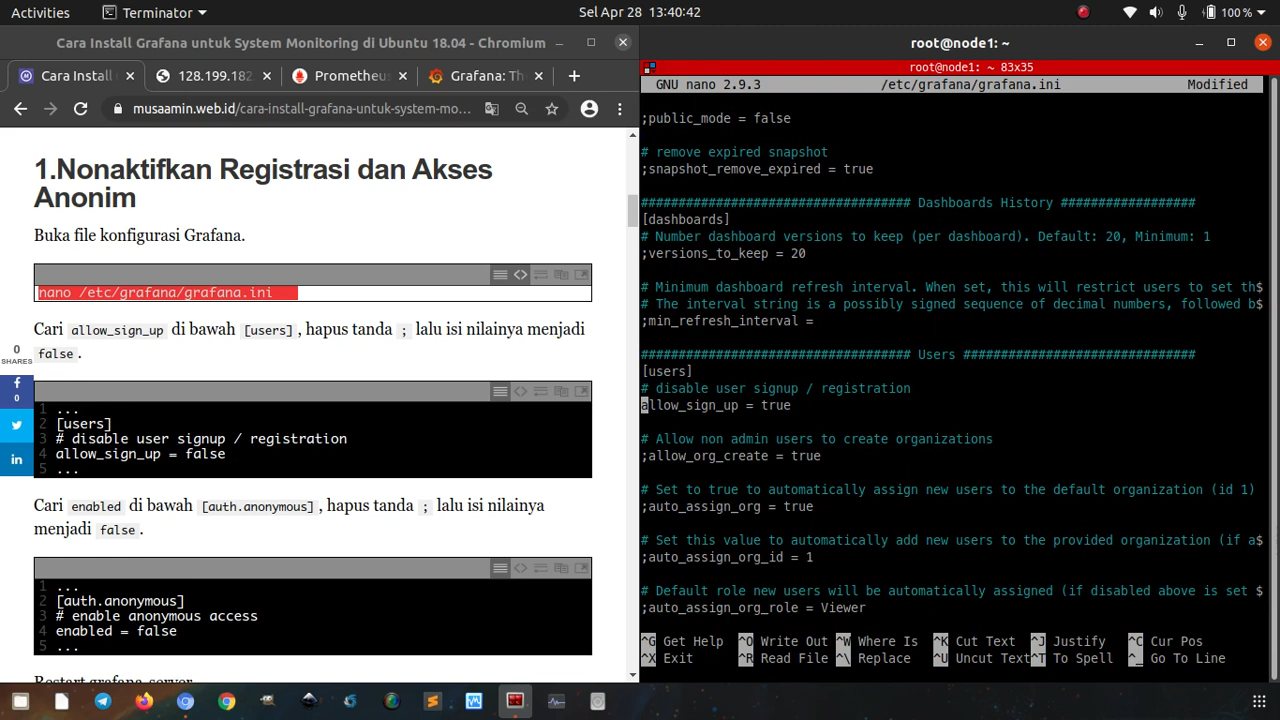 Activities
Terminator
Sel Apr 28 13:40:42
100 %
Cara Install Grafana untuk System Monitoring di Ubuntu 18.04 - Chromium
Cara Install
128.199.182
Prometheus
Grafana: Th
musaamin.web.id/cara-install-grafana-untuk-system-mo...
1.Nonaktifkan Registrasi dan Akses
Anonim
Buka file konfigurasi Grafana.
nano /etc/grafana/grafana.ini
Cari allow_sign_up di bawah [users], hapus tanda ; lalu isi nilainya menjadi
false.
0
SHARES
0
1 ...
2 [users]
3 # disable user signup / registration
4 allow_sign_up = false
5 ...
Cari enabled di bawah [auth.anonymous], hapus tanda ; lalu isi nilainya
menjadi false.
1 ...
2 [auth.anonymous]
3 # enable anonymous access
4 enabled = false
5 ...
Restart grafana-server
root@node1: ~
root@node1: ~ 83x35
GNU nano 2.9.3 /etc/grafana/grafana.ini Modified
;public_mode = false
# remove expired snapshot
;snapshot_remove_expired = true
################################### Dashboards History ##################
[dashboards]
# Number dashboard versions to keep (per dashboard). Default: 20, Minimum: 1
;versions_to_keep = 20
# Minimum dashboard refresh interval. When set, this will restrict users to set th$
# The interval string is a possibly signed sequence of decimal numbers, followed b$
;min_refresh_interval =
################################### Users ###############################
[users]
# disable user signup / registration
allow_sign_up = true
# Allow non admin users to create organizations
;allow_org_create = true
# Set to true to automatically assign new users to the default organization (id 1)
;auto_assign_org = true
# Set this value to automatically add new users to the provided organization (if a$
;auto_assign_org_id = 1
# Default role new users will be automatically assigned (if disabled above is set $
;auto_assign_org_role = Viewer
^G Get Help ^O Write Out ^W Where Is ^K Cut Text ^J Justify ^C Cur Pos
^X Exit ^R Read File ^\ Replace ^U Uncut Text ^T To Spell ^_ Go To Line